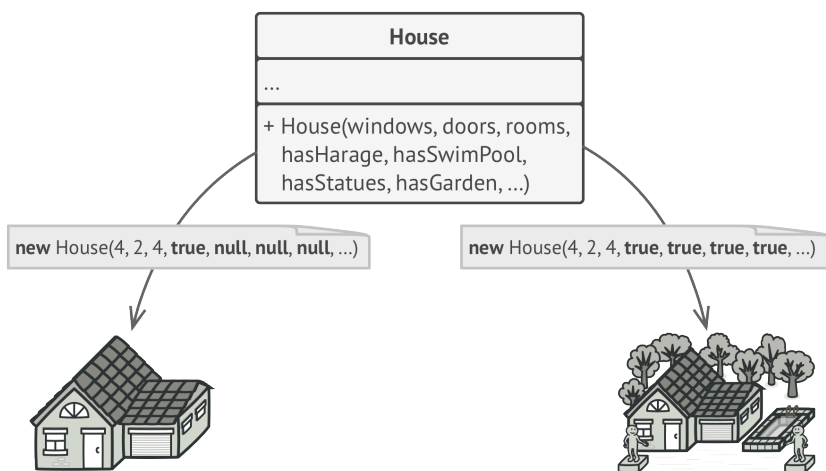 House
...
+ House(windows, doors, rooms,
hasHarage, hasSwimPool,
hasStatues, hasGarden, ...)
new House(4, 2, 4, true, null, null, null, ...)
new House(4, 2, 4, true, true, true, true, ...)